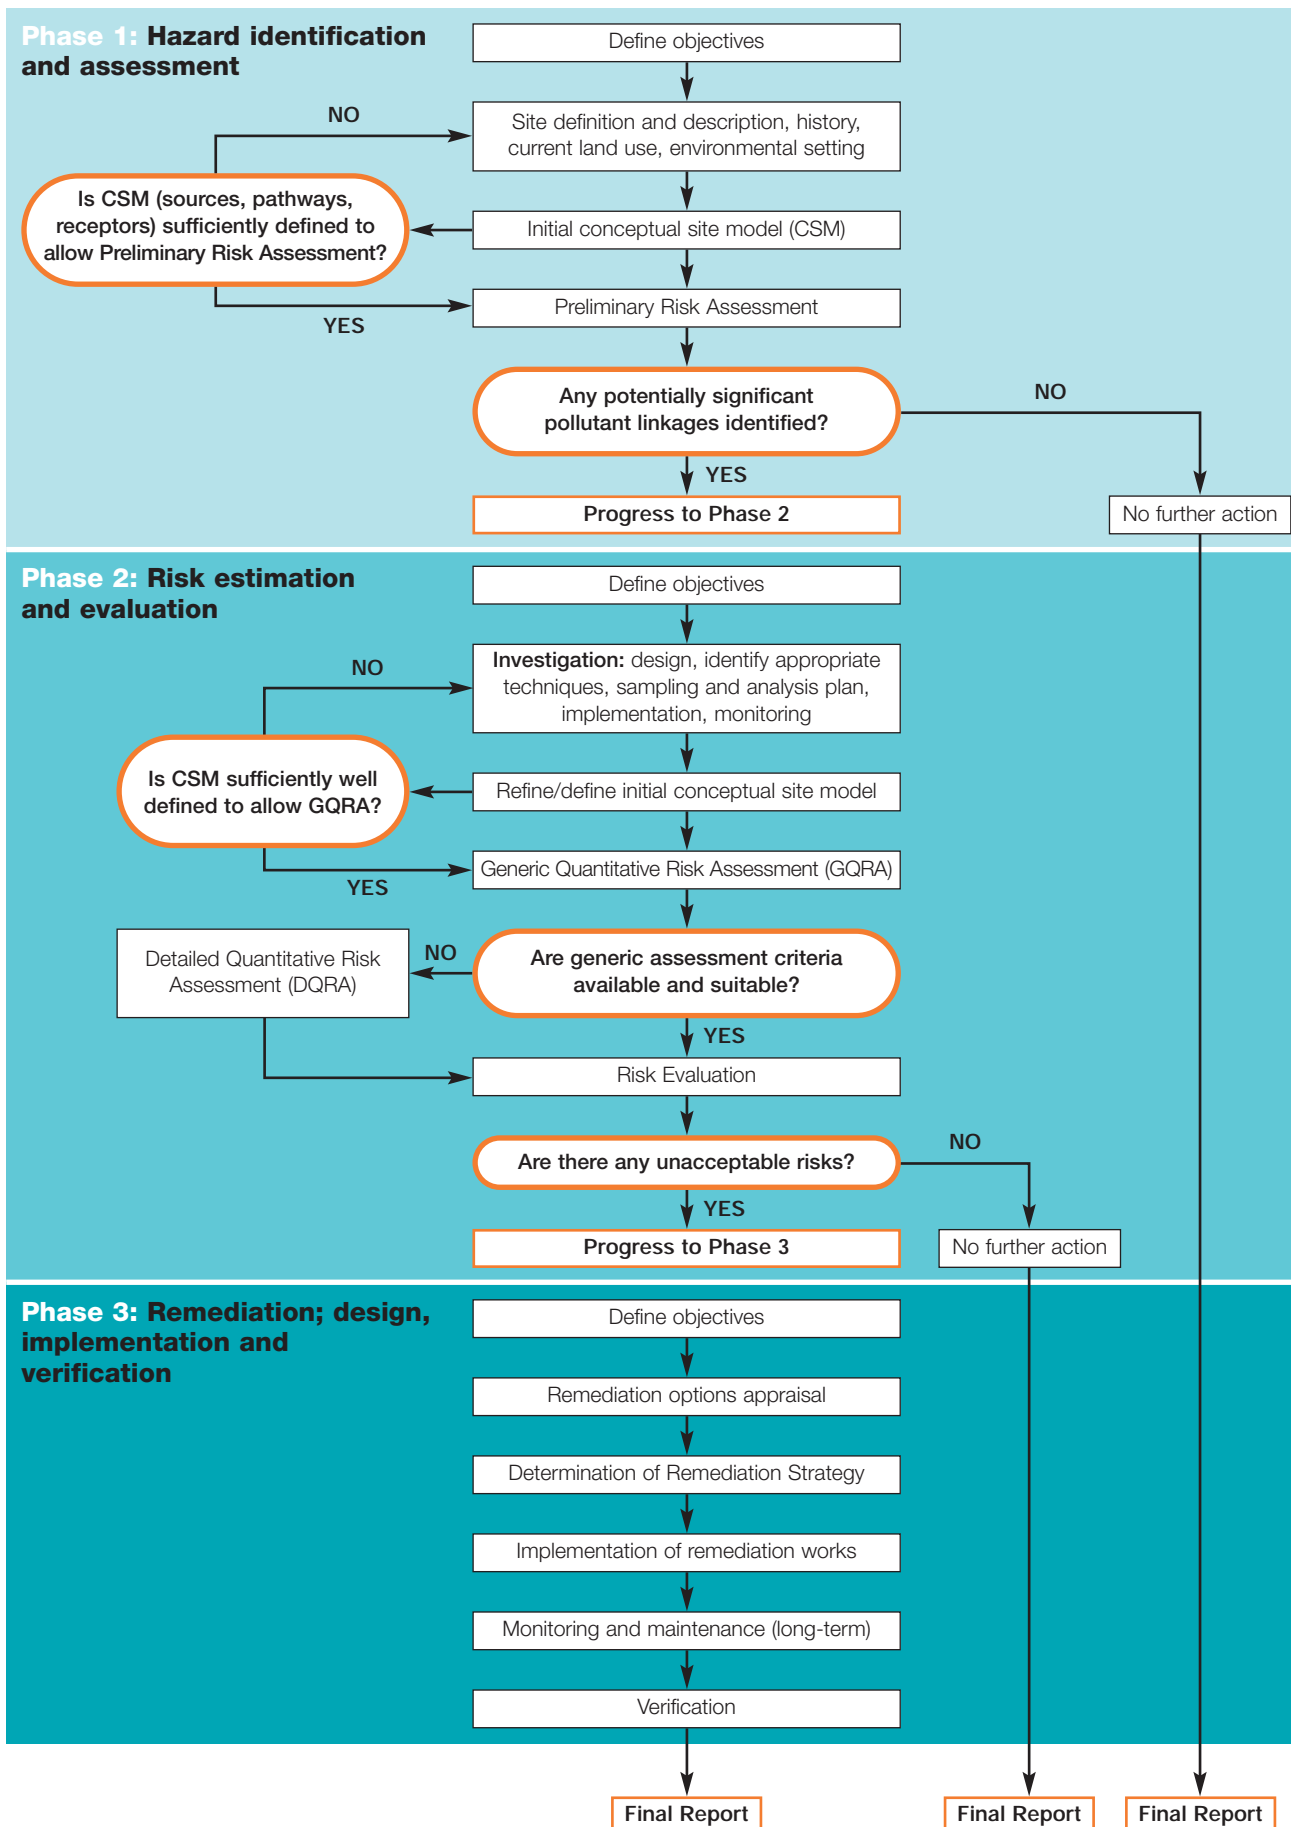 Phase 1: Hazard identification
and assessment
Define objectives
NO
Site definition and description, history,
current land use, environmental setting
Is CSM (sources, pathways,
receptors) sufficiently defined to
allow Preliminary Risk Assessment?
Initial conceptual site model (CSM)
Preliminary Risk Assessment
YES
Any potentially significant
pollutant linkages identified?
NO
YES
Progress to Phase 2
No further action
Phase 2: Risk estimation
and evaluation
Define objectives
NO
Investigation: design, identify appropriate
techniques, sampling and analysis plan,
implementation, monitoring
Is CSM sufficiently well
defined to allow GQRA?
Refine/define initial conceptual site model
Generic Quantitative Risk Assessment (GQRA)
YES
Detailed Quantitative Risk
Assessment (DQRA)
NO
Are generic assessment criteria
available and suitable?
YES
Risk Evaluation
Are there any unacceptable risks?
NO
YES
Progress to Phase 3
No further action
Phase 3: Remediation; design,
implementation and
verification
Define objectives
Remediation options appraisal
Determination of Remediation Strategy
Implementation of remediation works
Monitoring and maintenance (long-term)
Verification
Final Report
Final Report
Final Report